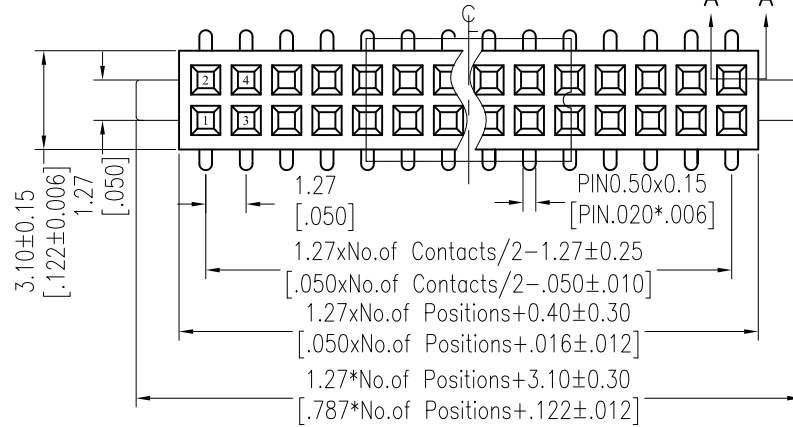 A A
℄
2 4
1 3
3.10±0.15
[.122±0.006]
1.27
[.050]
1.27
[.050]
PIN0.50x0.15
[PIN.020*.006]
1.27xNo.of Contacts/2-1.27±0.25
[.050xNo.of Contacts/2-.050±.010]
1.27xNo.of Positions+0.40±0.30
[.050xNo.of Positions+.016±.012]
1.27*No.of Positions+3.10±0.30
[.787*No.of Positions+.122±.012]